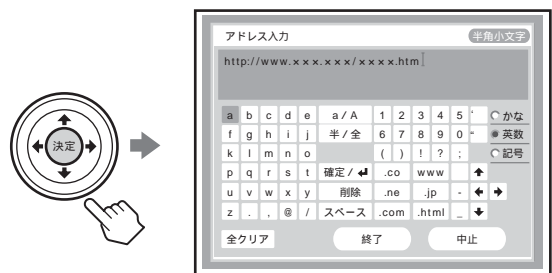 アドレス入力 半角小文字
http://www.×××.×××/××××.htm
決定
a b c d e a / A 1 2 3 4 5 ' かな
f g h i j 半 / 全 6 7 8 9 0 “ 英数
k l m n o ( ) ! ? ; 記号
p q r s t 確定 / ↵ .co www ↑
u v w x y 削除 .ne .jp - ← →
z . , @ / スペース .com .html _ ↓
全クリア 終了 中止